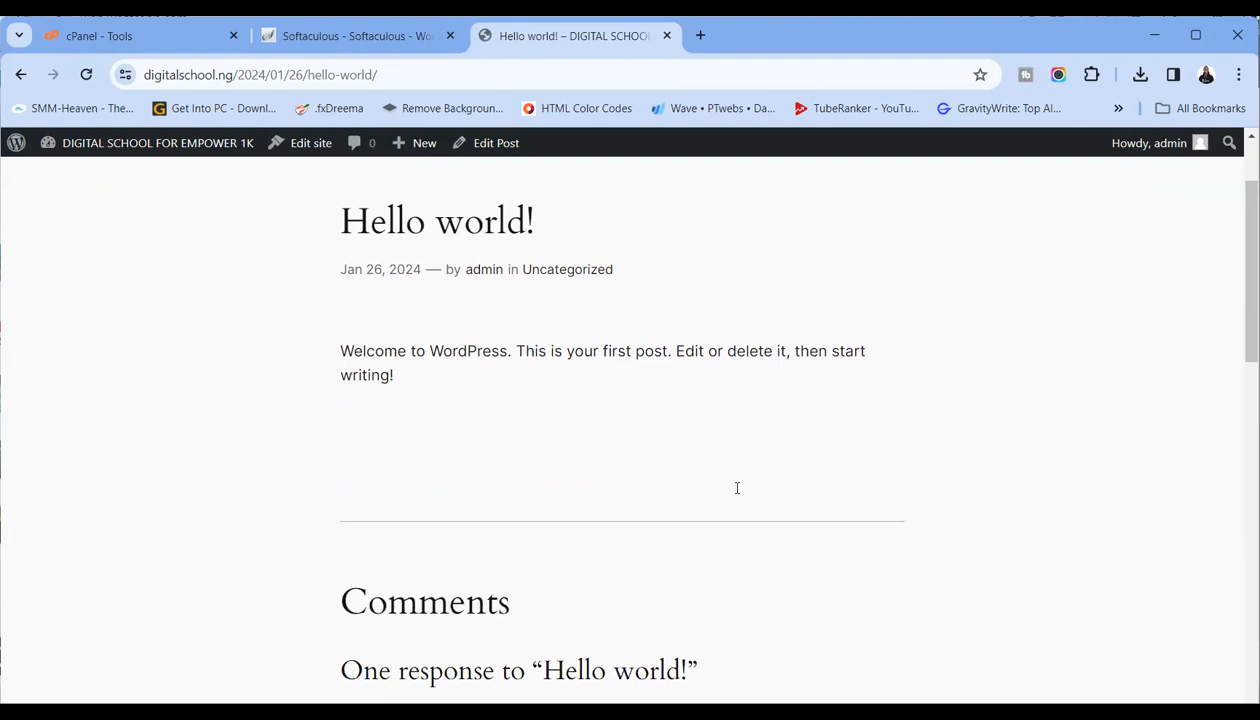 cPanel - Tools
Softaculous - Softaculous - Wo
Hello world! – DIGITAL SCHOO
digitalschool.ng/2024/01/26/hello-world/
SMM-Heaven - The...
Get Into PC - Downl...
.fxDreema
Remove Backgroun...
HTML Color Codes
Wave • PTwebs • Da...
TubeRanker - YouTu...
GravityWrite: Top AI...
All Bookmarks
DIGITAL SCHOOL FOR EMPOWER 1K
Edit site
0
New
Edit Post
Howdy, admin
Hello world!
Jan 26, 2024 — by admin in Uncategorized
Welcome to WordPress. This is your first post. Edit or delete it, then start
writing!
Comments
One response to “Hello world!”